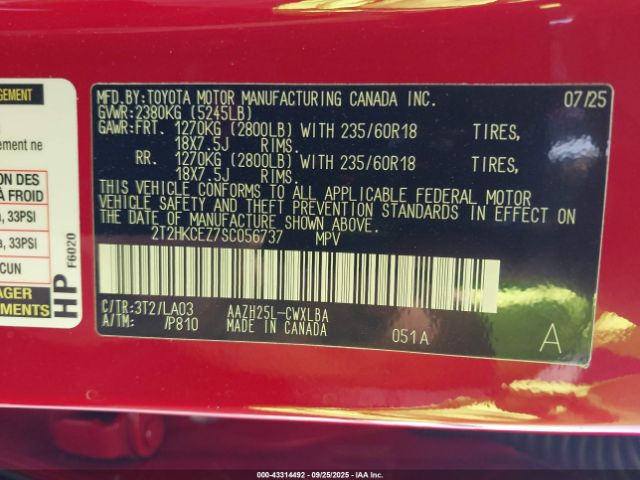 MFD.BY:TOYOTA MOTOR MANUFACTURING CANADA INC. 07/25
GVWR:2380KG (5245LB)
GAWR:FRT. 1270KG (2800LB) WITH 235/60R18 TIRES,
18X7.5J RIMS.
RR. 1270KG (2800LB) WITH 235/60R18 TIRES,
18X7.5J RIMS.
THIS VEHICLE CONFORMS TO ALL APPLICABLE FEDERAL MOTOR
VEHICLE SAFETY AND THEFT PREVENTION STANDARDS IN EFFECT ON
THE DATE OF MANUFACTURE SHOWN ABOVE.
2T2HKCEZ7SC056737 MPV
C/TR:3T2/LA03 AAZH25L-CWXLBA
A/TM: /P810 MADE IN CANADA 051A A
GEMENT
ement ne
ON DES
À FROID
a, 33PSI
a, 33PSI
CUN
AGER
EMENTS
HP F6020
000-43314492 - 09/25/2025 - IAA Inc.